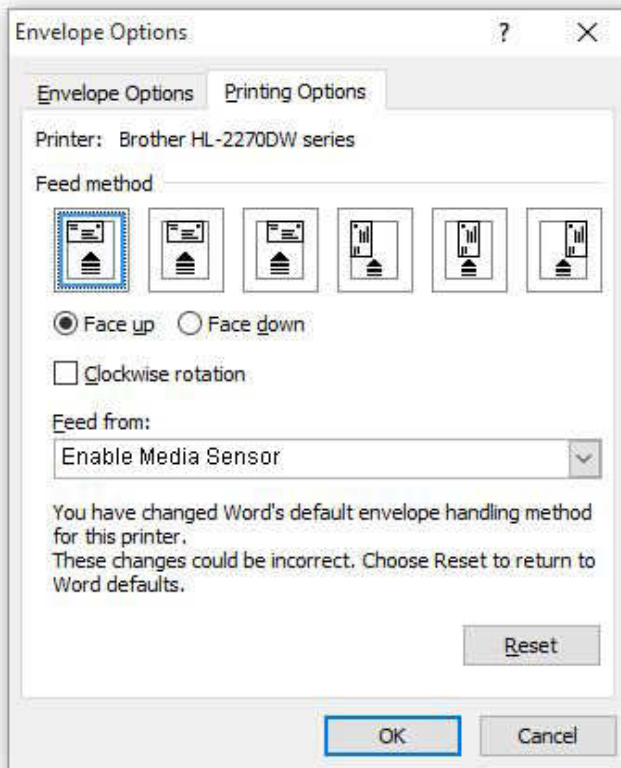 Envelope Options ?
Envelope Options Printing Options
Printer: Brother HL-2270DW series
Feed method
Face up Face down
Clockwise rotation
Feed from:
Enable Media Sensor
You have changed Word's default envelope handling method
for this printer.
These changes could be incorrect. Choose Reset to return to
Word defaults.
Reset
OK Cancel